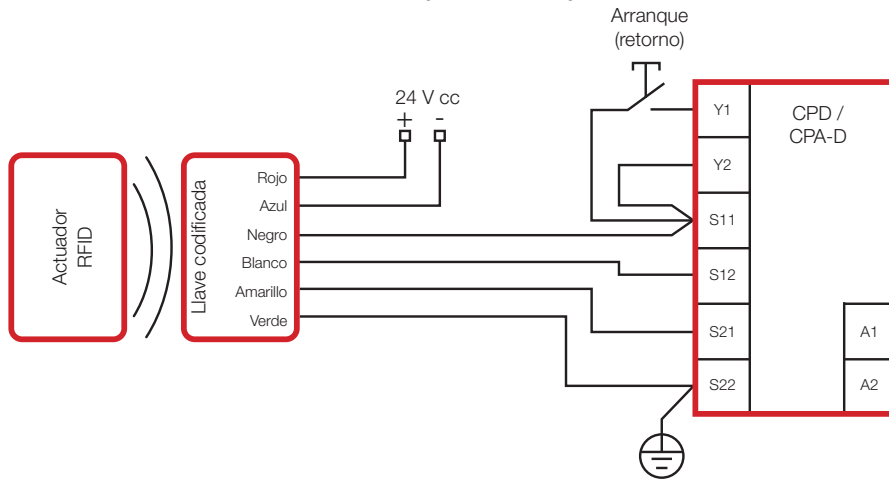 Arranque
(retorno)
24 V cc
+ -
Actuador
RFID
Llave codificada
Rojo
Azul
Negro
Blanco
Amarillo
Verde
Y1
Y2
S11
S12
S21
S22
CPD /
CPA-D
A1
A2